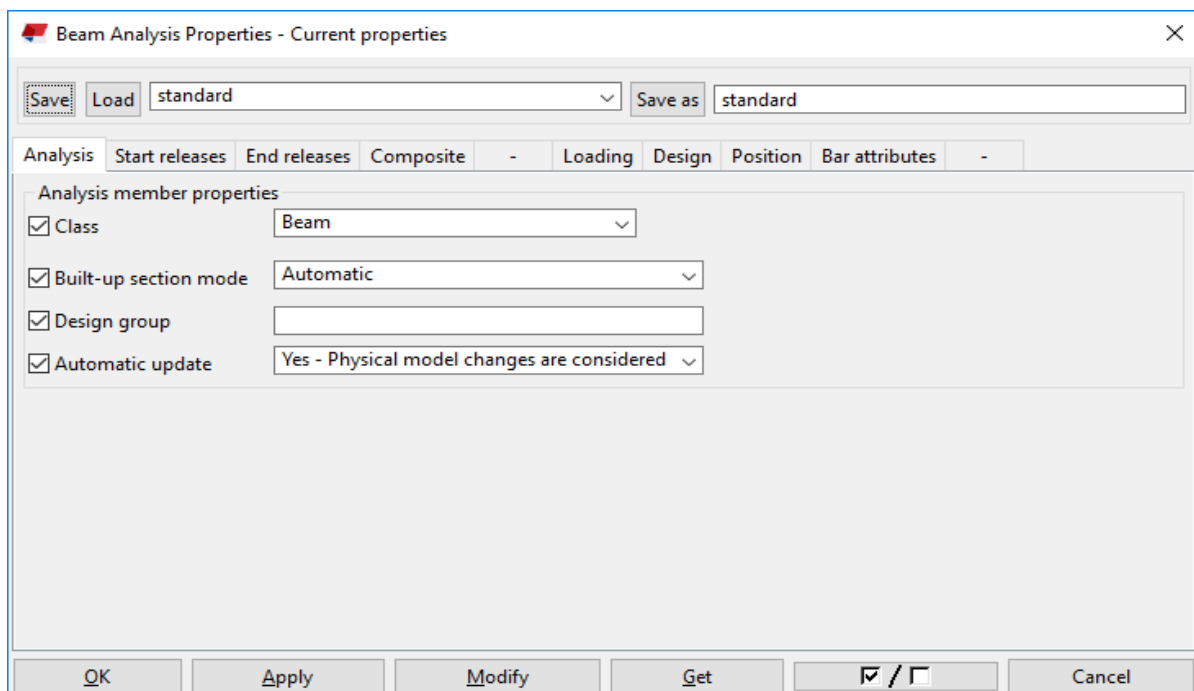 Beam Analysis Properties - Current properties
Save Load standard Save as standard
Analysis Start releases End releases Composite - Loading Design Position Bar attributes -
Analysis member properties
Class Beam
Built-up section mode Automatic
Design group
Automatic update Yes - Physical model changes are considered
OK Apply Modify Get / Cancel